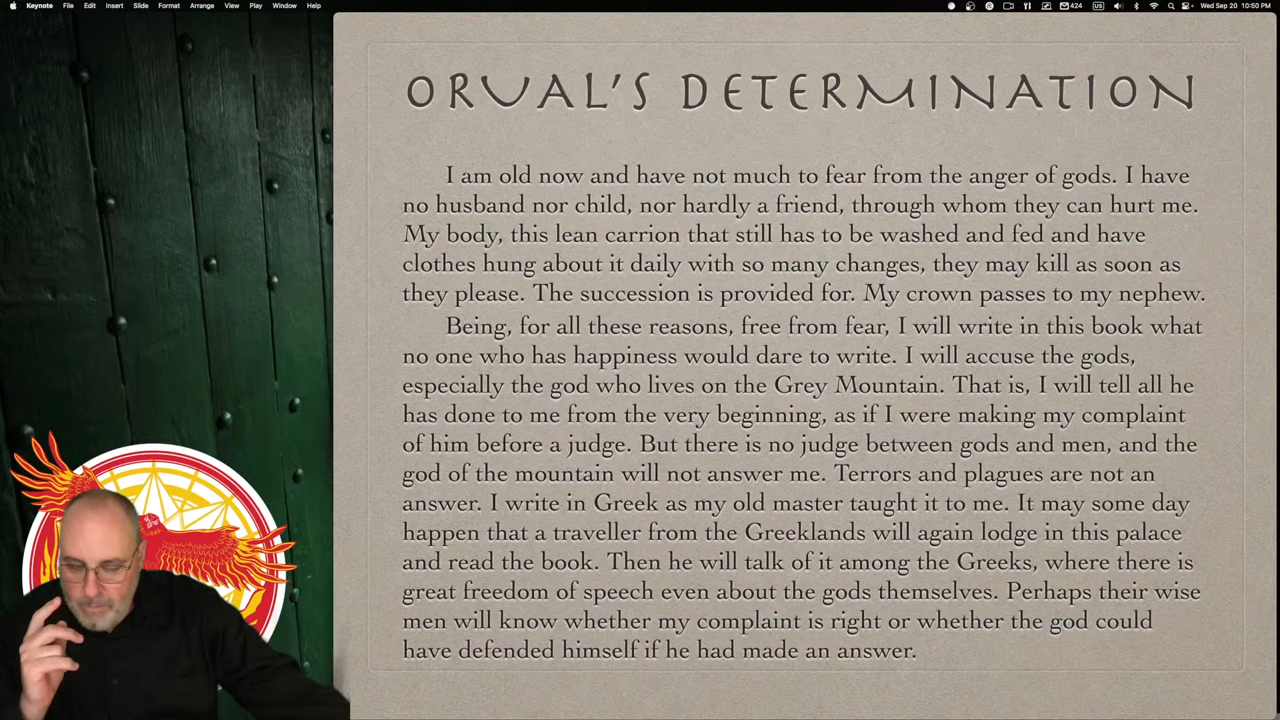 Keynote File Edit Insert Slide Format Arrange View Play Window Help 424 US Wed Sep 20 10:50 PM
ORUAL'S DETERMINATION
I am old now and have not much to fear from the anger of gods. I have
no husband nor child, nor hardly a friend, through whom they can hurt me.
My body, this lean carrion that still has to be washed and fed and have
clothes hung about it daily with so many changes, they may kill as soon as
they please. The succession is provided for. My crown passes to my nephew.
Being, for all these reasons, free from fear, I will write in this book what
no one who has happiness would dare to write. I will accuse the gods,
especially the god who lives on the Grey Mountain. That is, I will tell all he
has done to me from the very beginning, as if I were making my complaint
of him before a judge. But there is no judge between gods and men, and the
god of the mountain will not answer me. Terrors and plagues are not an
answer. I write in Greek as my old master taught it to me. It may some day
happen that a traveller from the Greeklands will again lodge in this palace
and read the book. Then he will talk of it among the Greeks, where there is
great freedom of speech even about the gods themselves. Perhaps their wise
men will know whether my complaint is right or whether the god could
have defended himself if he had made an answer.